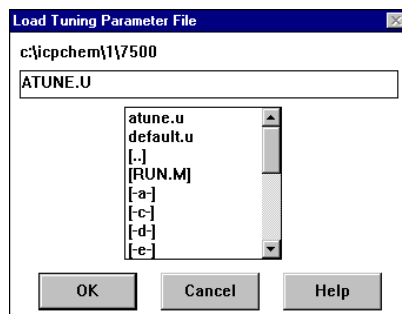 Load Tuning Parameter File
c:\icpchem\1\7500
ATUNE.U
atune.u
default.u
[..]
[RUN.M]
[-a-]
[-c-]
[-d-]
[-e-]
OK Cancel Help